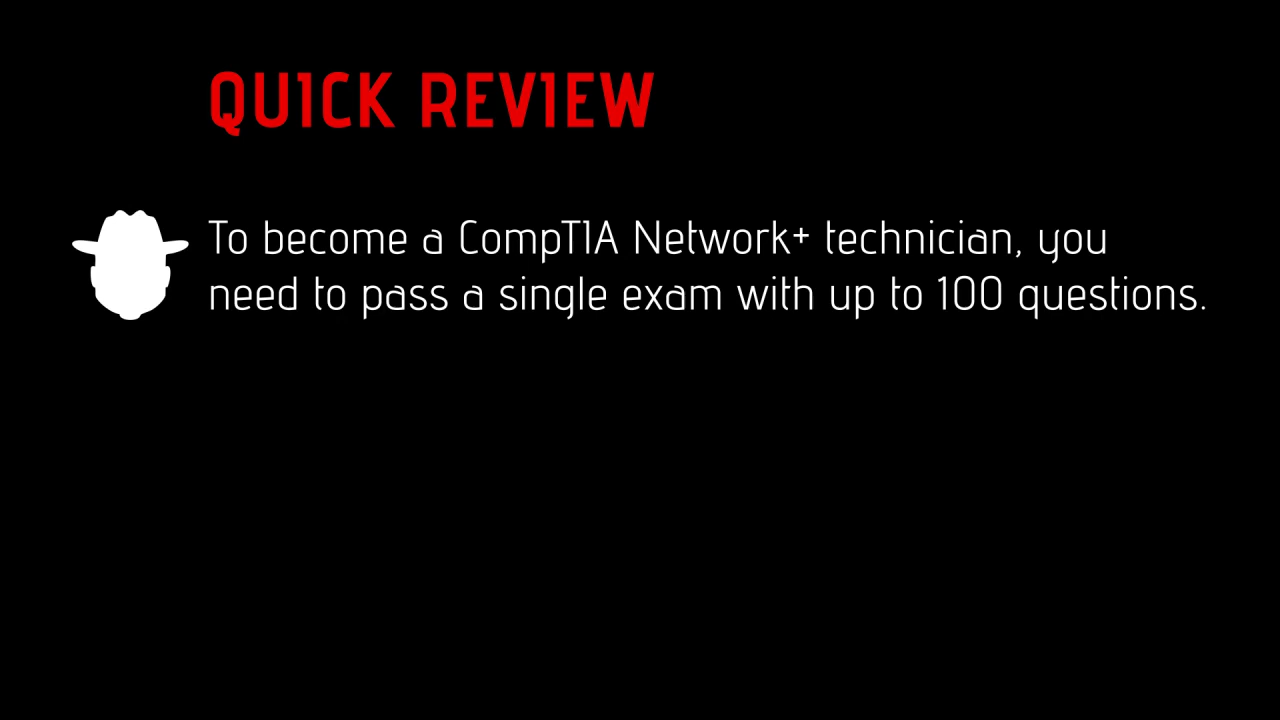 QUICK REVIEW
To become a CompTIA Network+ technician, you
need to pass a single exam with up to 100 questions.